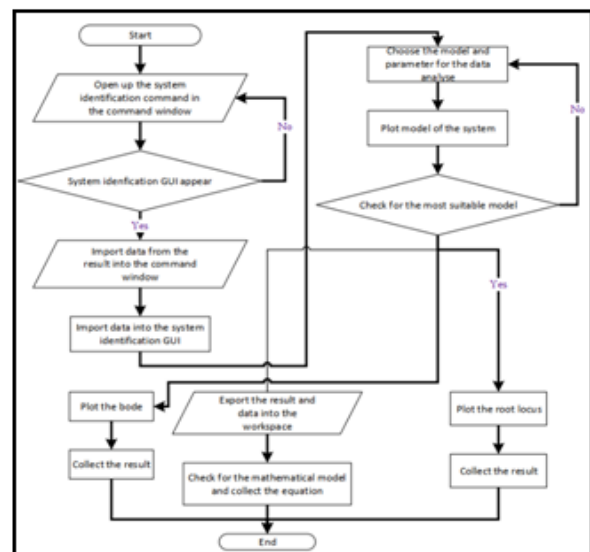 Start
Open up the system
identification command in
the command window
No
System idenfication GUI appear
Yes
Import data from the
result into the command
window
Import data into the system
identification GUI
Choose the model and
parameter for the data
analyse
No
Plot model of the system
Check for the most suitable model
Yes
Plot the bode
Collect the result
Export the result and
data into the
workspace
Check for the mathematical model
and collect the equation
Plot the root locus
Collect the result
End